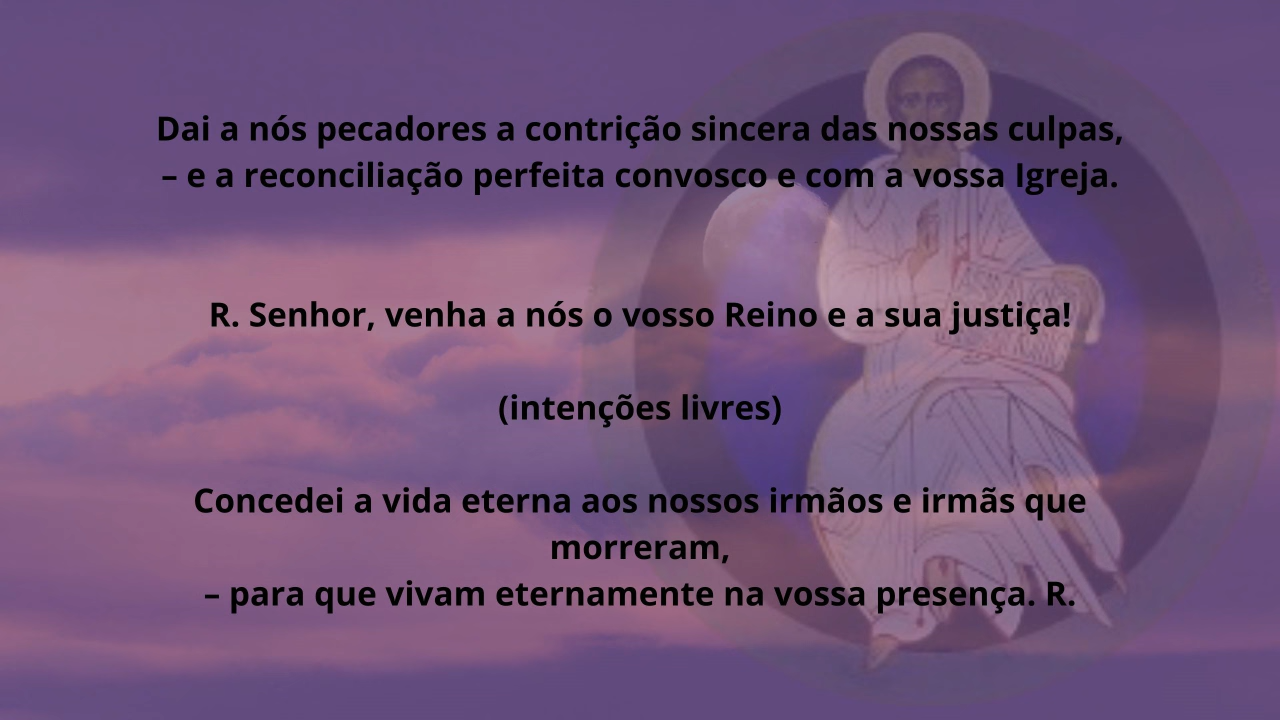 Dai a nós pecadores a contrição sincera das nossas culpas,
– e a reconciliação perfeita convosco e com a vossa Igreja.
R. Senhor, venha a nós o vosso Reino e a sua justiça!
(intenções livres)
Concedei a vida eterna aos nossos irmãos e irmãs que
morreram,
– para que vivam eternamente na vossa presença. R.